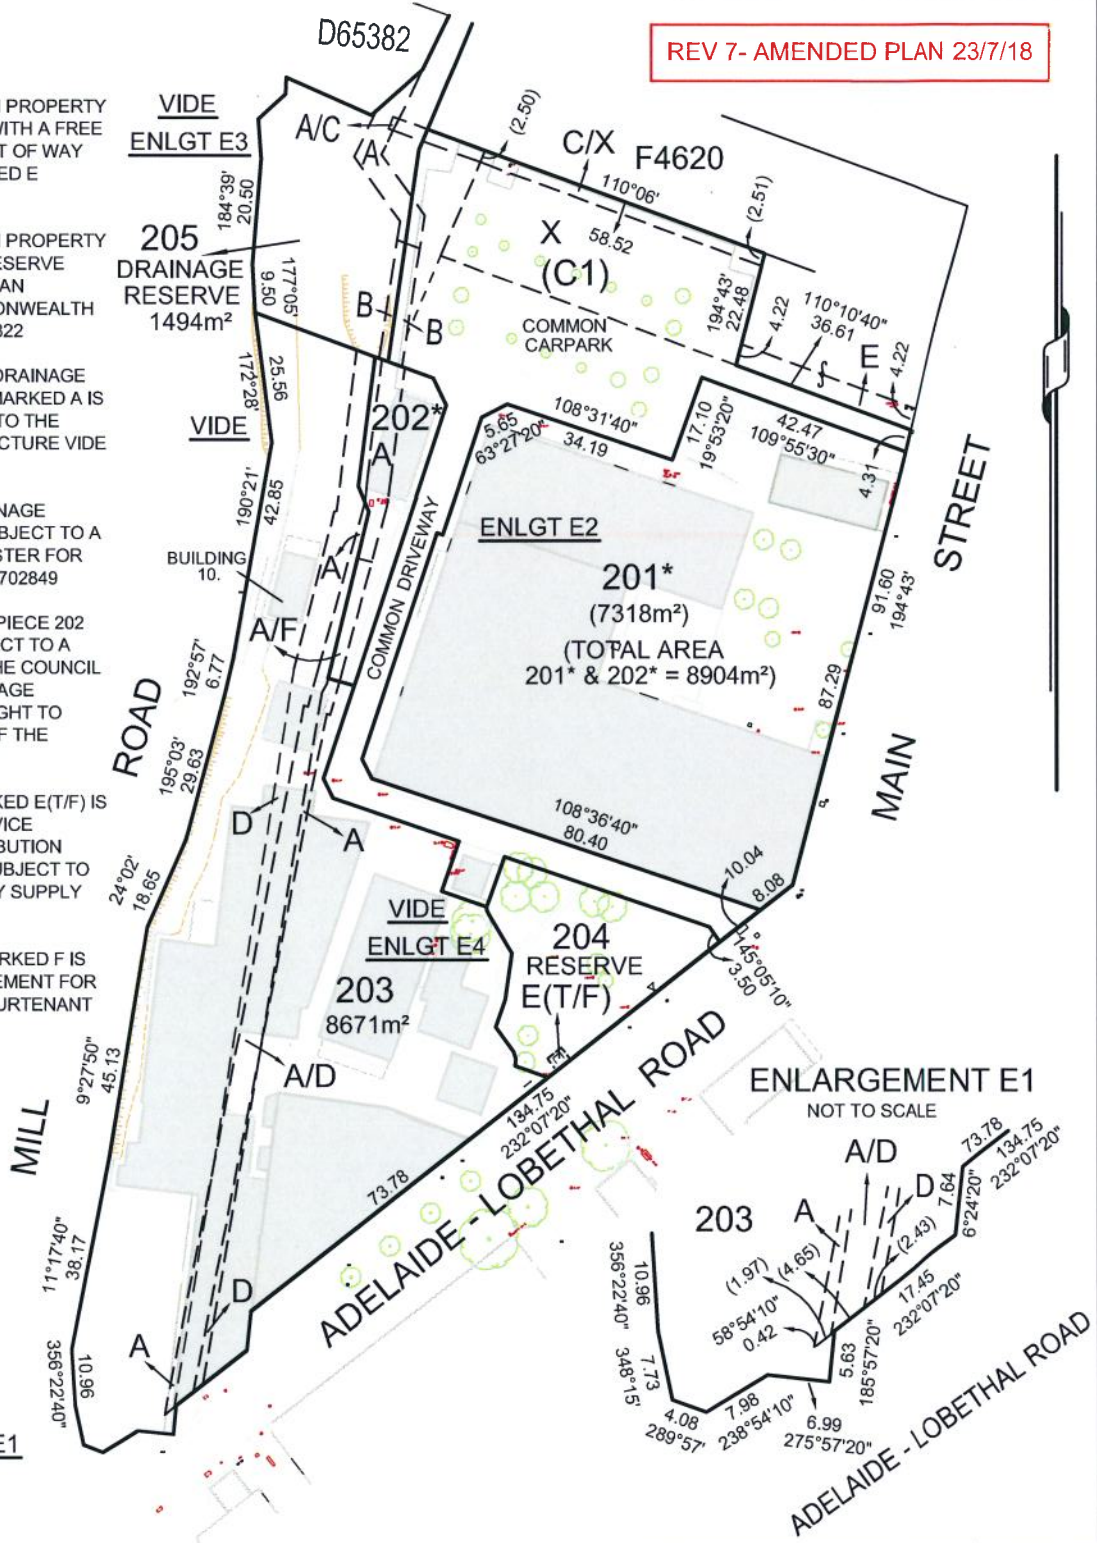 D65382
REV 7- AMENDED PLAN 23/7/18
PROPERTY
WITH A FREE
T OF WAY
ED E
PROPERTY
ESERVE
AN
ONWEALTH
322
DRAINAGE
MARKED A IS
TO THE
CTURE VIDE
NAGE
BJECT TO A
STER FOR
702849
PIECE 202
CT TO A
HE COUNCIL
AGE
GHT TO
F THE
KED E(T/F) IS
VICE
BUTION
UBJECT TO
Y SUPPLY
RKED F IS
EMENT FOR
URTENANT
E1
VIDE
ENLGT E3
A/C
A
(2.50)
C/X
F4620
110°06'
58.52
(2.51)
184°39'
20.50
205
DRAINAGE
RESERVE
1494m²
177°05'
9.50
X
(C1)
COMMON
CARPARK
194°43'
22.48
4.22
110°10'40"
36.61
E
4.22
B
B
172°28'
25.56
VIDE
202*
A
5.65
63°27'20"
108°31'40"
34.19
17.10
19°53'20"
42.47
109°55'30"
4.31
STREET
190°21'
42.85
ENLGT E2
COMMON DRIVEWAY
BUILDING
10.
A
A/F
201*
(7318m²)
(TOTAL AREA
201* & 202* = 8904m²)
91.60
194°43'
87.29
192°57'
6.77
ROAD
195°03'
29.63
MAIN
D
A
108°36'40"
80.40
10.04
8.08
24°02'
18.65
VIDE
ENLGT E4
203
8671m²
204
RESERVE
E(T/F)
145°05'10"
3.50
9°27'50"
45.13
A/D
134.75
232°07'20"
73.78
ADELAIDE - LOBETHAL ROAD
MILL
11°17'40"
38.17
D
A
356°22'40"
10.96
ENLARGEMENT E1
NOT TO SCALE
73.78
134.75
232°07'20"
A/D
203
A
D
7.64
6°24'20"
(2.43)
(1.97)
(4.65)
10.96
356°22'40"
58°54'10"
0.42
17.45
232°07'20"
7.73
348°15'
5.63
185°57'20"
4.08
289°57'
7.98
238°54'10"
6.99
275°57'20"
ADELAIDE - LOBETHAL ROAD